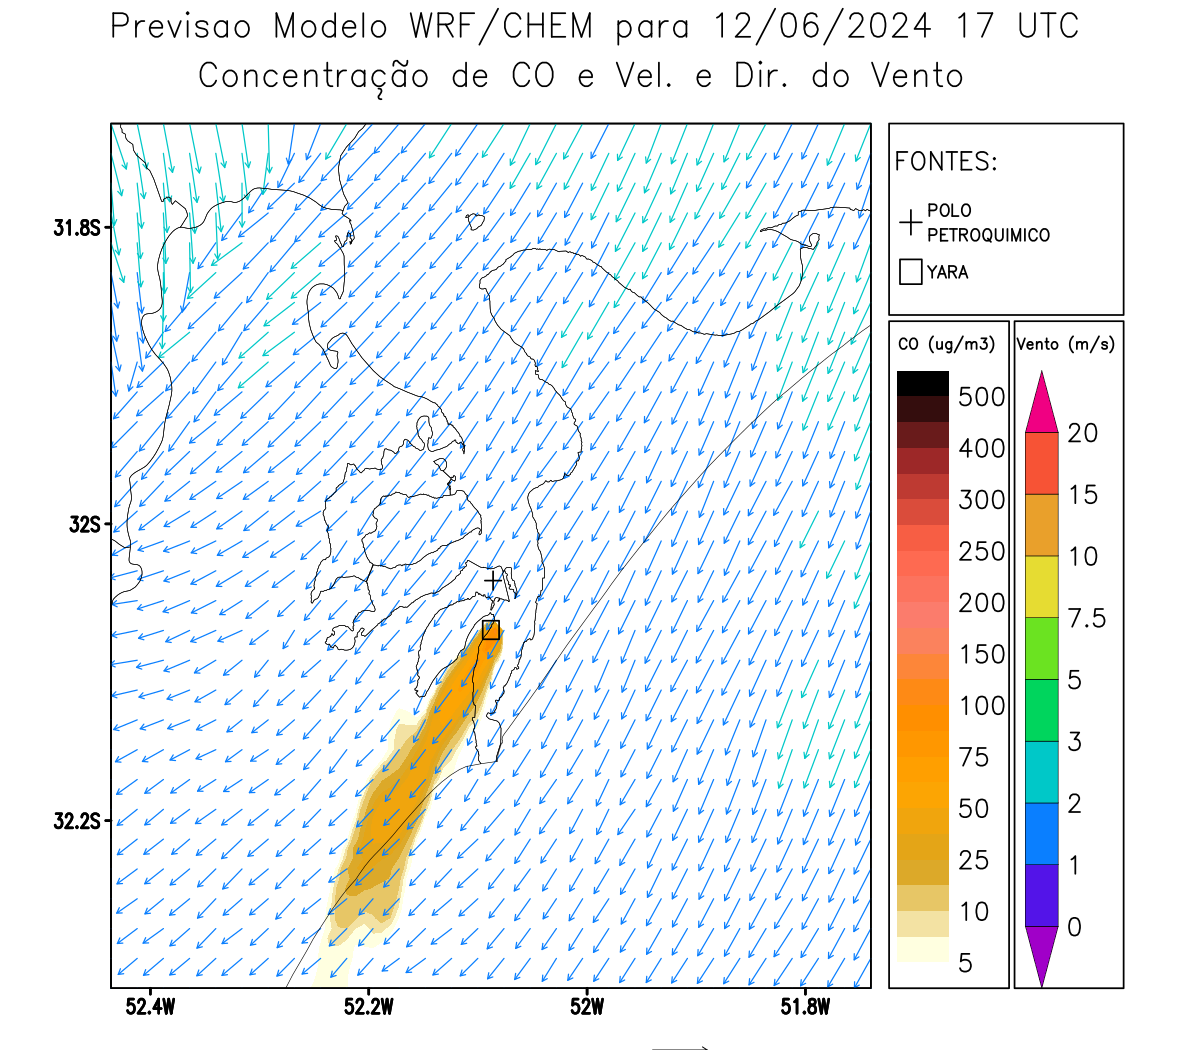 Previsao Modelo WRF/CHEM para 12/06/2024 17 UTC
Concentração de CO e Vel. e Dir. do Vento
FONTES:
POLO
PETROQUIMICO
YARA
CO (ug/m3)
500
400
300
250
200
150
100
75
50
25
10
5
Vento (m/s)
20
15
10
7.5
5
3
2
1
0
31.8S
32S
32.2S
52.4W
52.2W
52W
51.8W